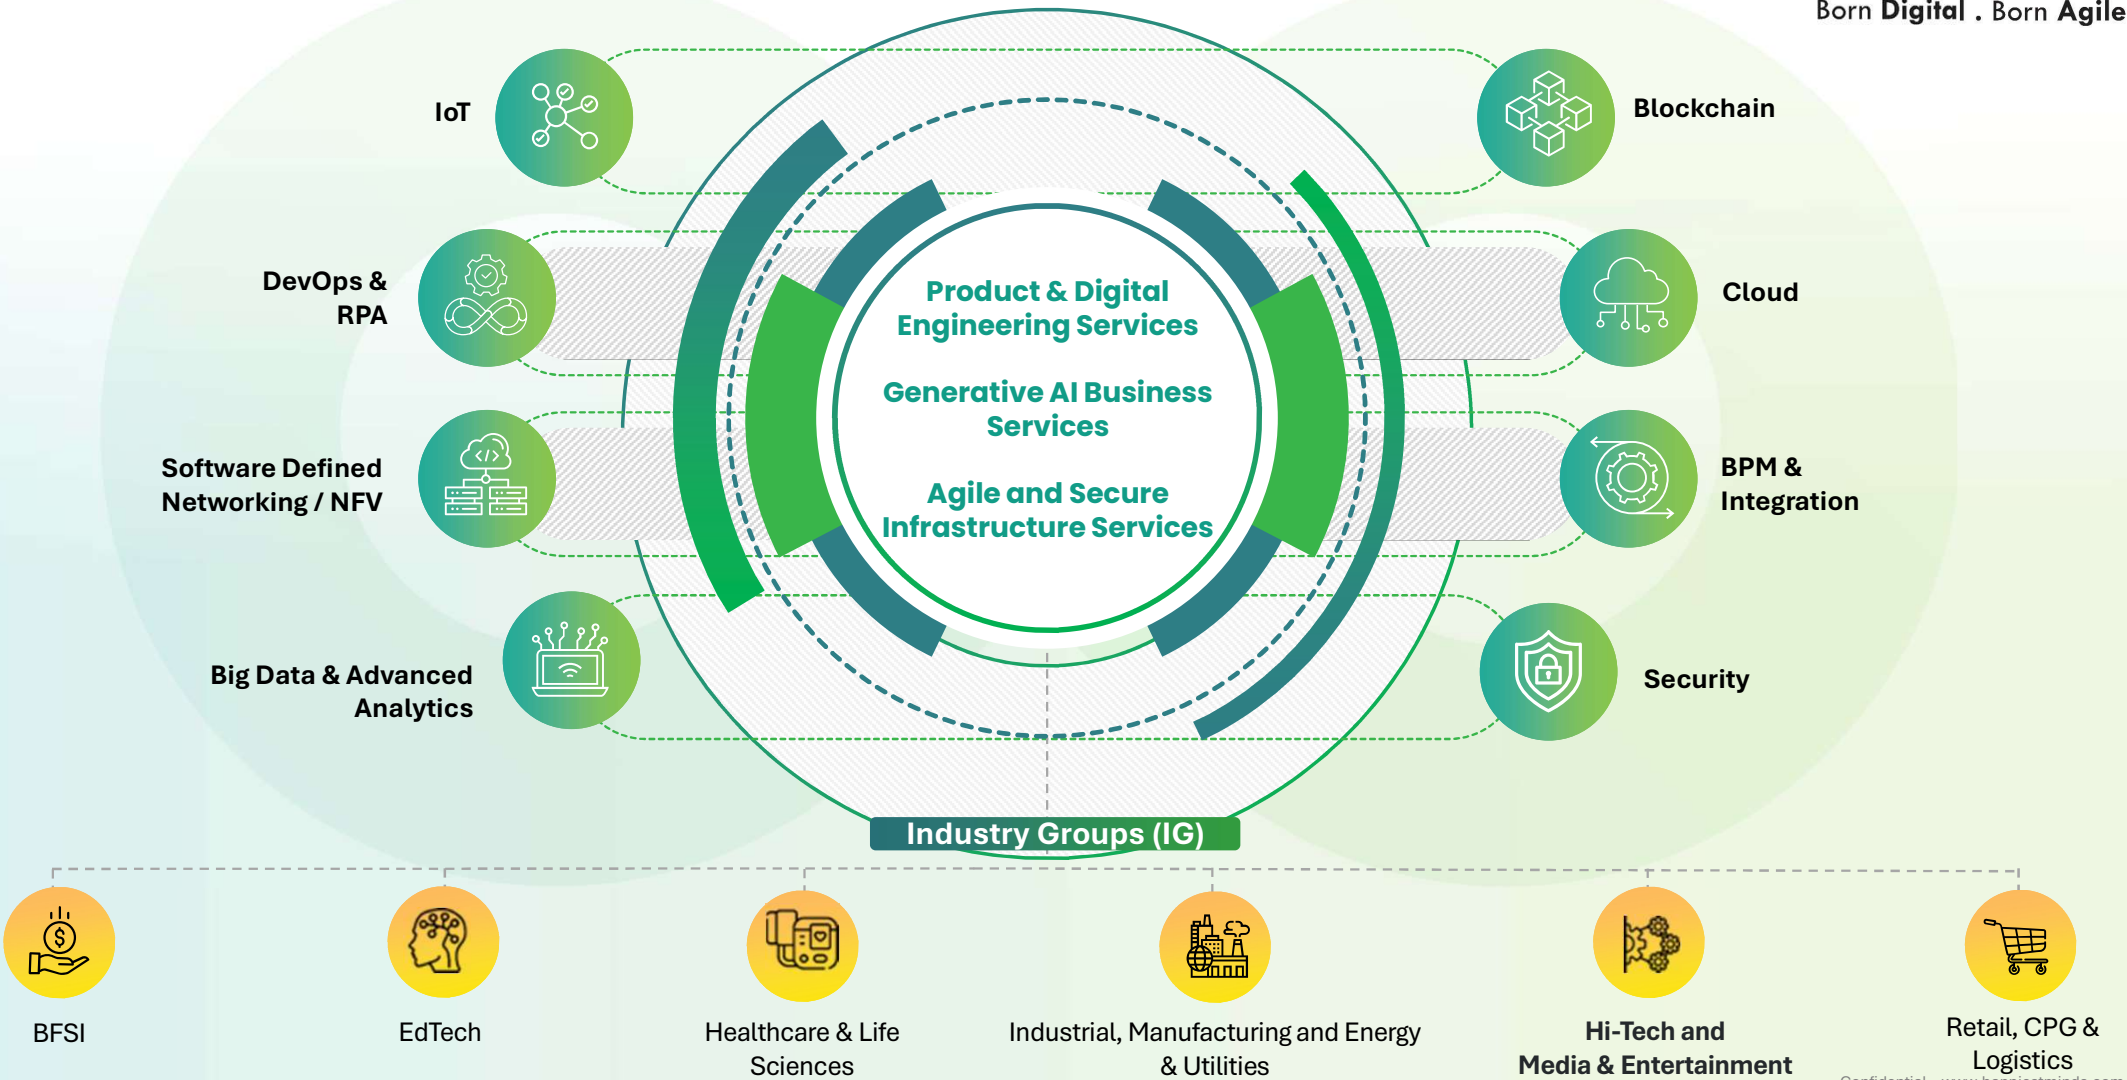 Born Digital . Born Agile
IoT
Blockchain
DevOps &
RPA
Cloud
Product & Digital
Engineering Services
Generative AI Business
Services
Agile and Secure
Infrastructure Services
Software Defined
Networking / NFV
BPM &
Integration
Big Data & Advanced
Analytics
Security
Industry Groups (IG)
BFSI
EdTech
Healthcare & Life
Sciences
Industrial, Manufacturing and Energy
& Utilities
Hi-Tech and
Media & Entertainment
Retail, CPG &
Logistics